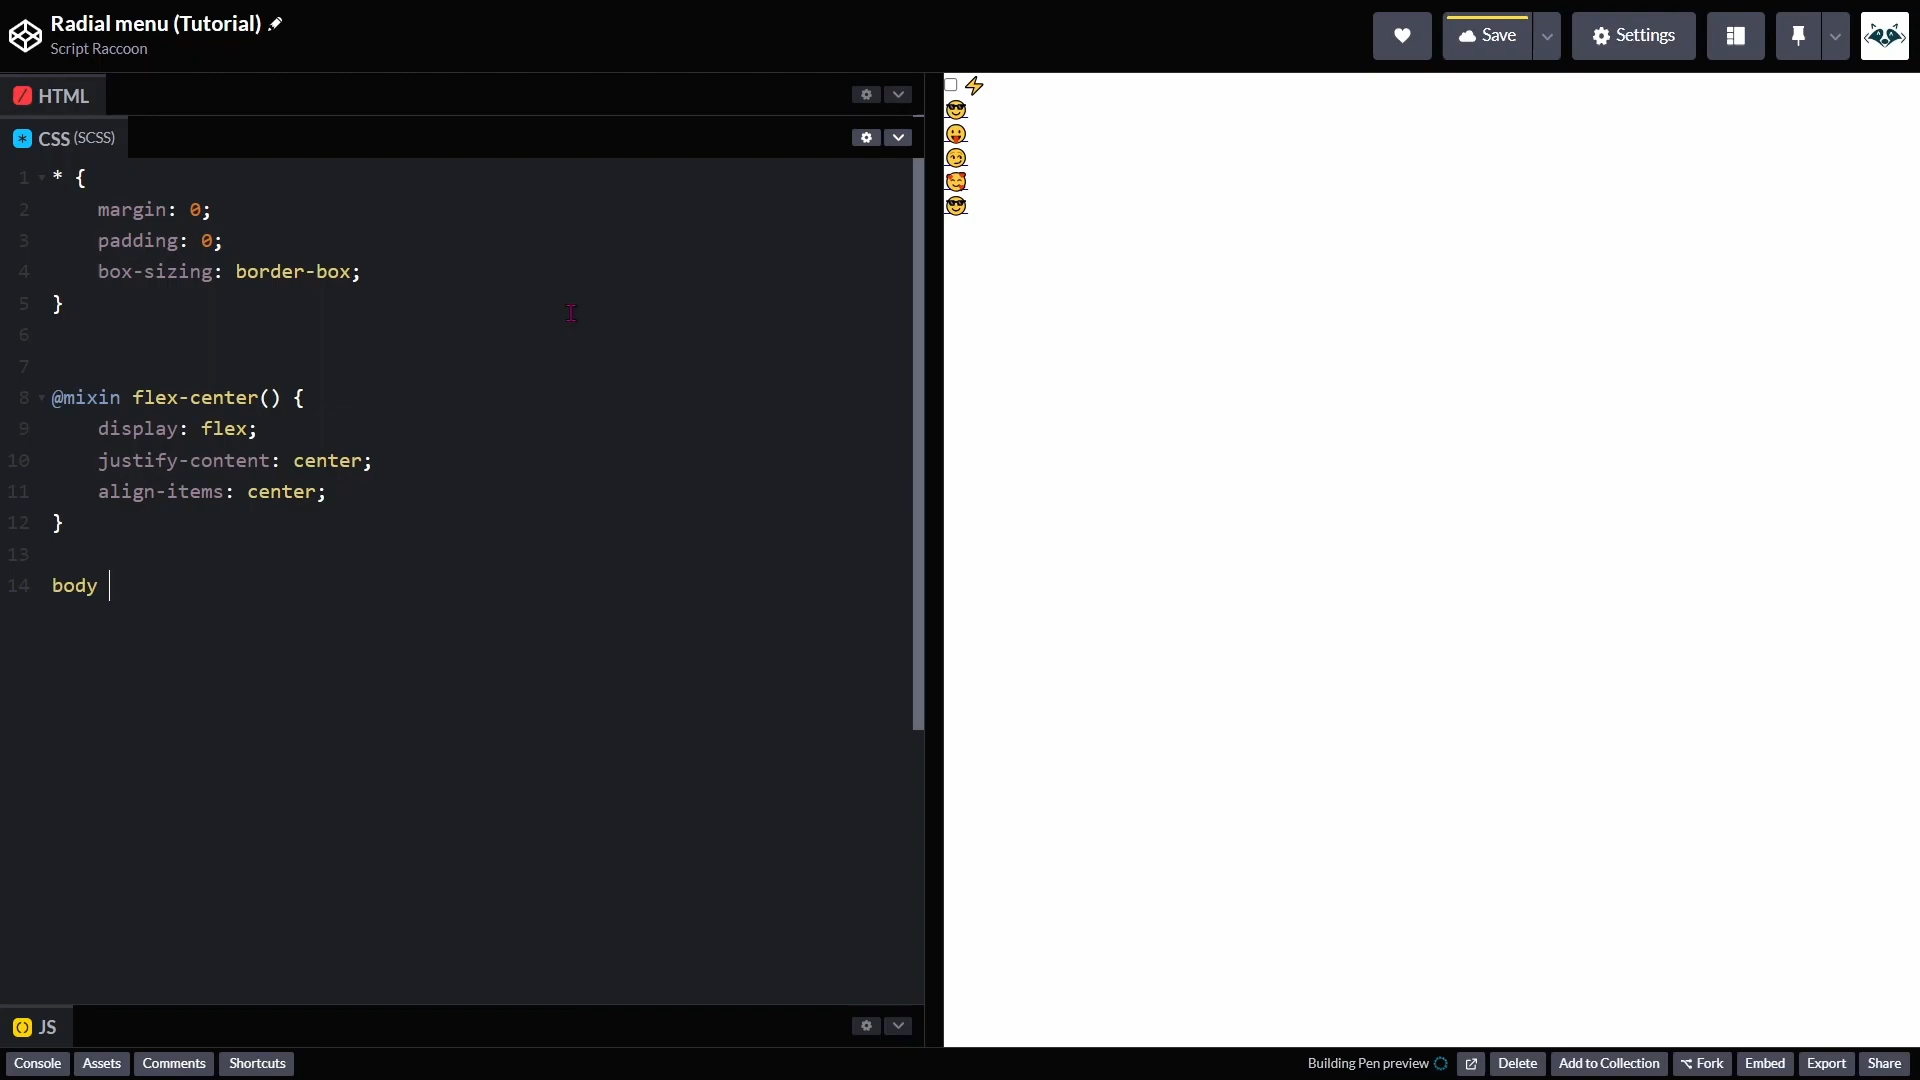 Radial menu (Tutorial)
Script Raccoon
Save
Settings
HTML
CSS (SCSS)
1 * {
2 margin: 0;
3 padding: 0;
4 box-sizing: border-box;
5 }
6
7
8 @mixin flex-center() {
9 display: flex;
10 justify-content: center;
11 align-items: center;
12 }
13
14 body
JS
Console Assets Comments Shortcuts
Building Pen preview Delete Add to Collection Fork Embed Export Share